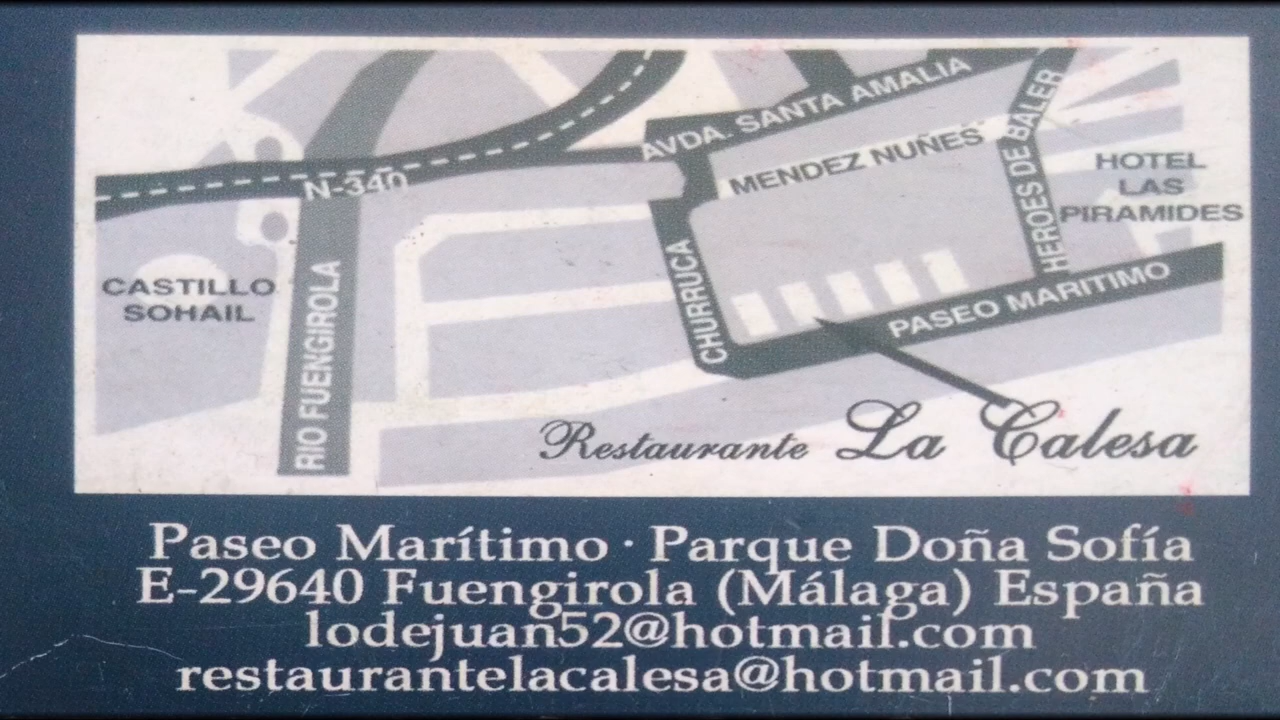 AVDA. SANTA AMALIA
HEROES DE BALER
MENDEZ NUÑES
N-340
HOTEL
LAS
PIRAMIDES
CASTILLO
SOHAIL
RIO FUENGIROLA
CHURRUCA
PASEO MARITIMO
Restaurante La Calesa
Paseo Marítimo · Parque Doña Sofía
E-29640 Fuengirola (Málaga) España
lodejuan52@hotmail.com
restaurantelacalesa@hotmail.com